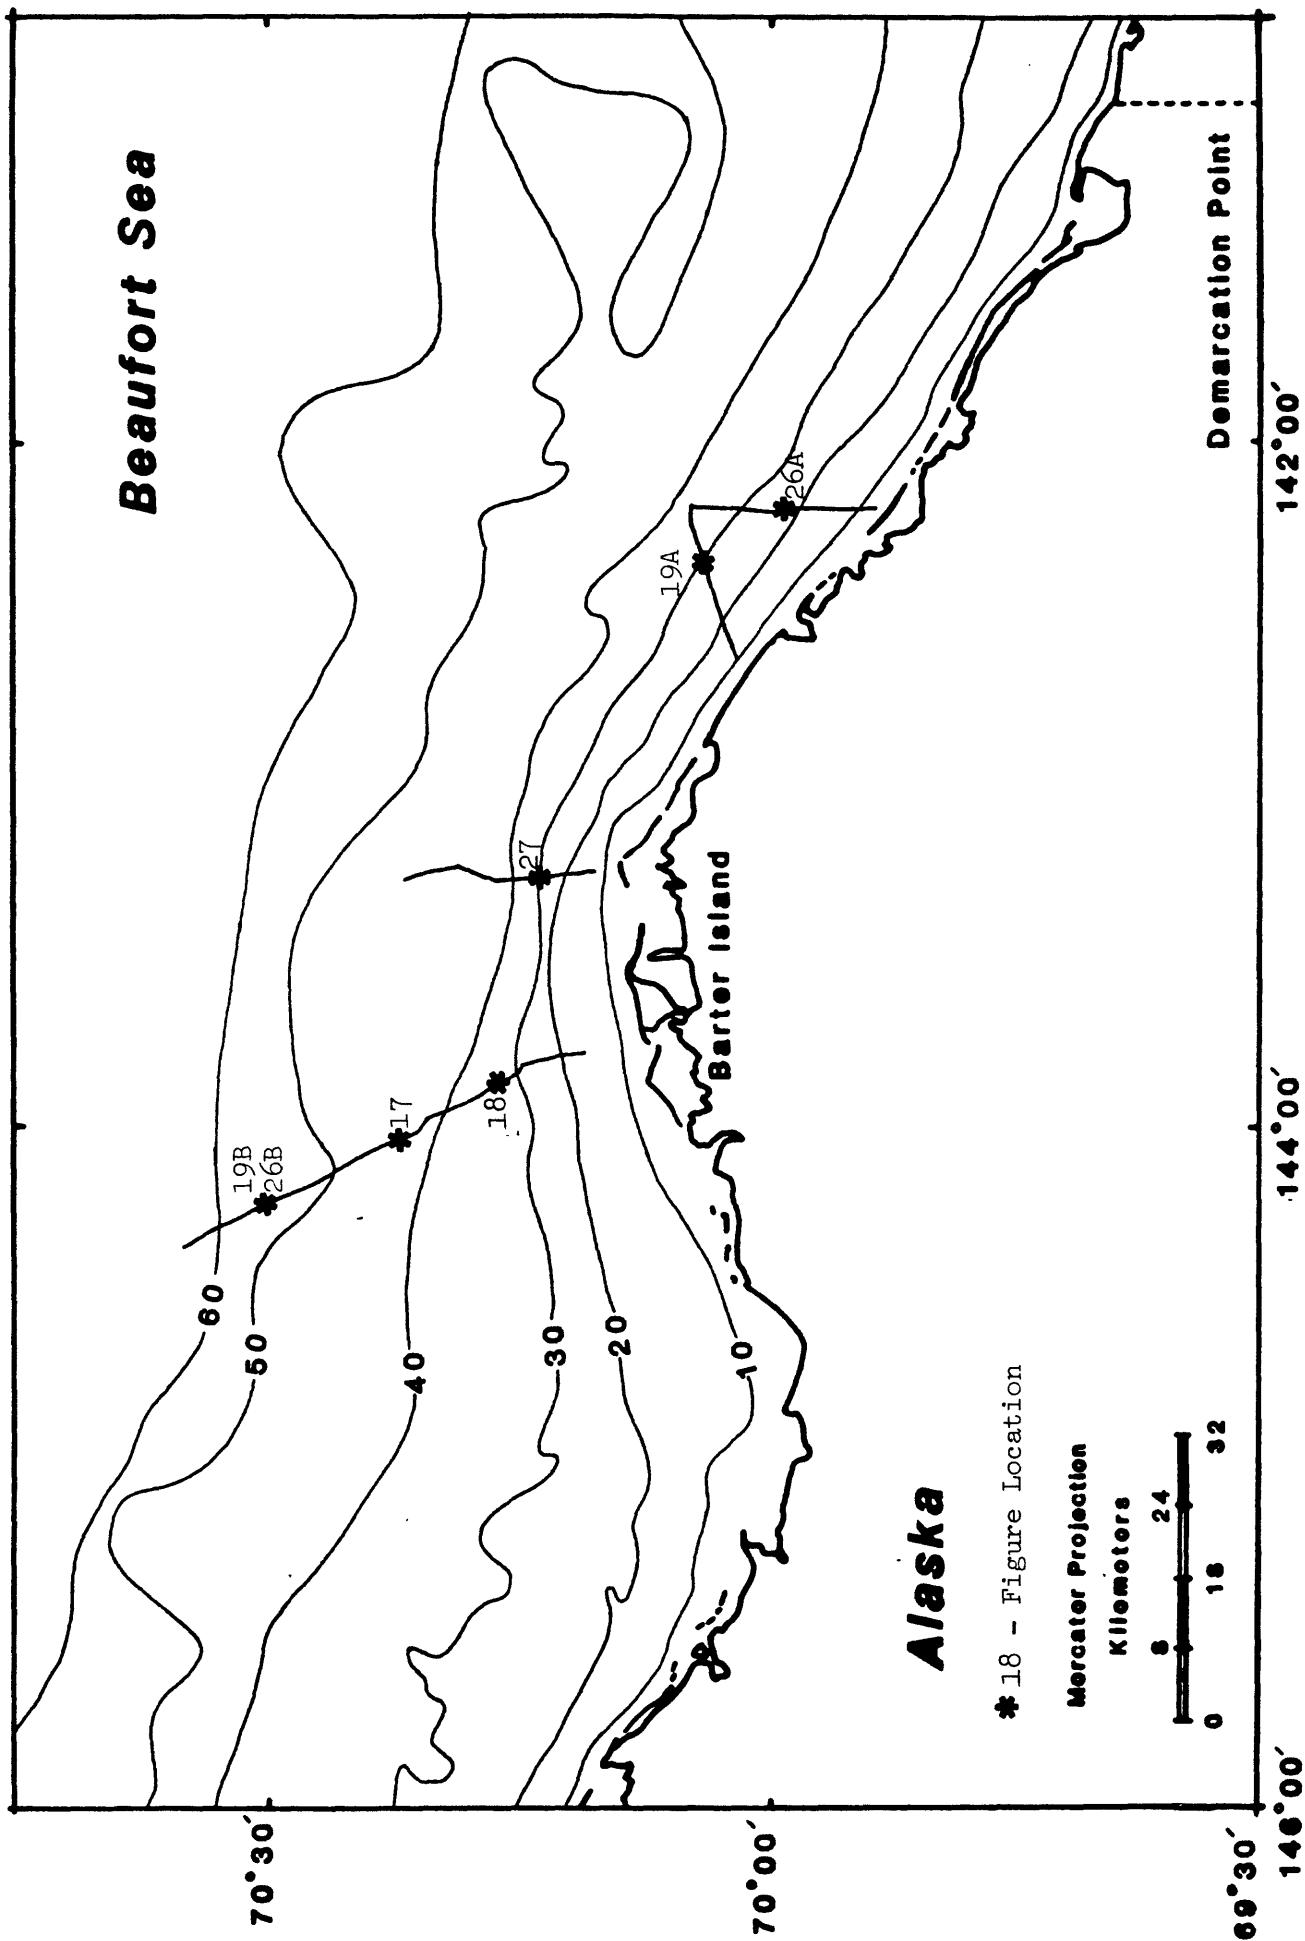 Beaufort Sea
60
50
40
30
20
10
19B
26B
17
18
27
19A
26A
Barter Island
Demarcation Point
Alaska
✱ 18 - Figure Location
Mercator Projection
Kilometers
0 8 16 24 32
70°30′
70°00′
69°30′
146°00′
144°00′
142°00′